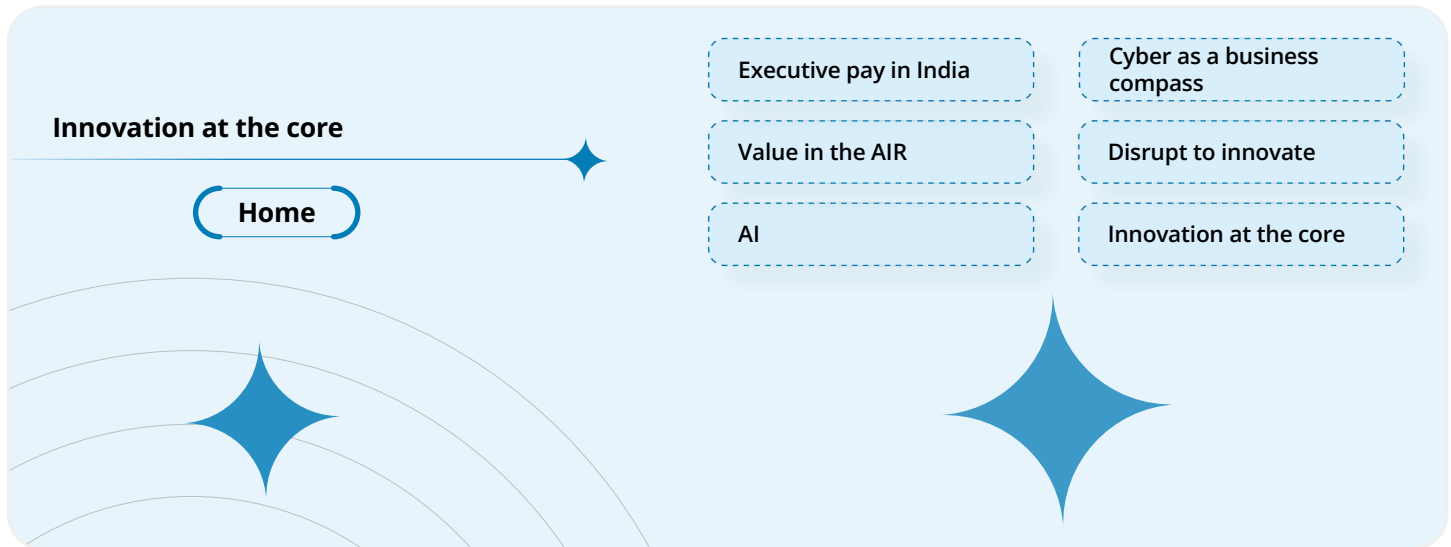 Innovation at the core
Home
Executive pay in India
Cyber as a business
compass
Value in the AIR
Disrupt to innovate
AI
Innovation at the core